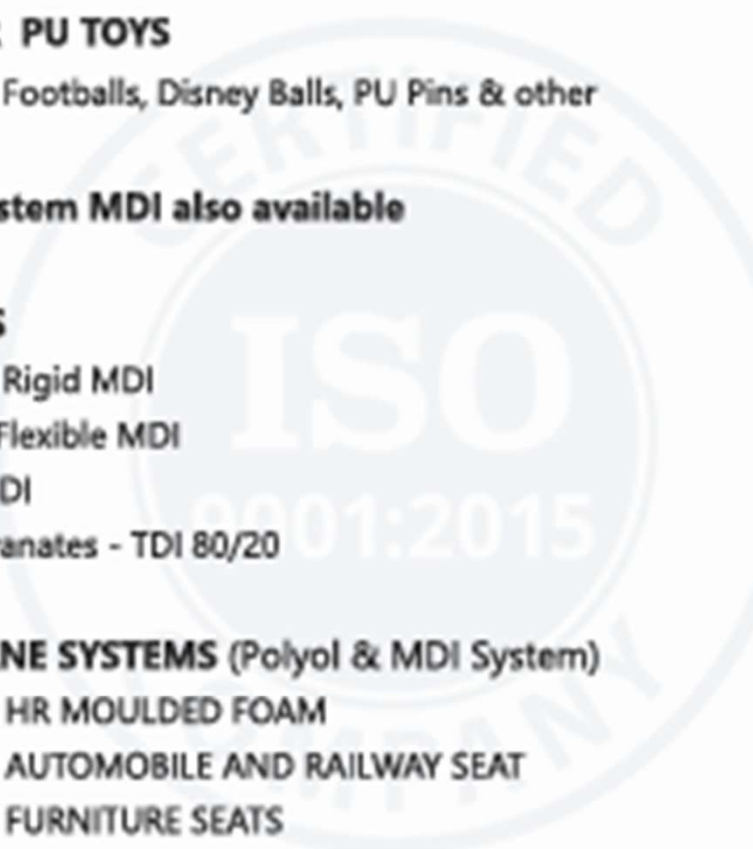 PU TOYS
Footballs, Disney Balls, PU Pins & other
stem MDI also available
S
Rigid MDI
Flexible MDI
DI
anates - TDI 80/20
NE SYSTEMS (Polyol & MDI System)
HR MOULDED FOAM
AUTOMOBILE AND RAILWAY SEAT
FURNITURE SEATS
CERTIFIED
ISO
9001:2015
COMPANY